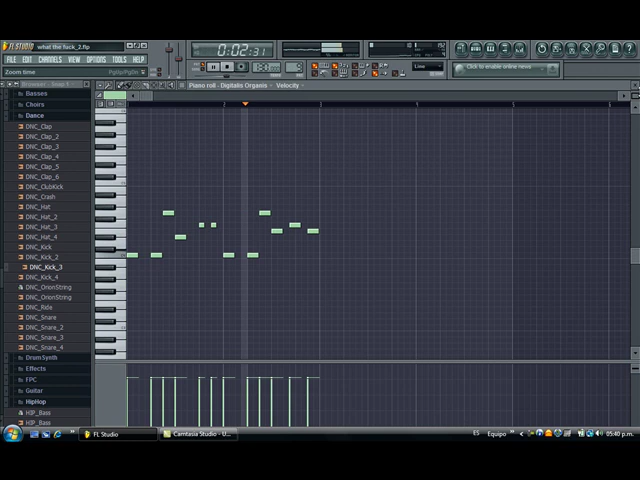 FL STUDIO what the fuck_2.flp
FILE EDIT CHANNELS VIEW OPTIONS TOOLS HELP
Zoom time PgUp/PgDn
0:02:31
Line
Click to enable online news
Piano roll - Digitalis Organis Velocity
Basses
Choirs
Dance
DNC_Clap
DNC_Clap_2
DNC_Clap_3
DNC_Clap_4
DNC_Clap_5
DNC_Clap_6
DNC_ClubKick
DNC_Crash
DNC_Hat
DNC_Hat_2
DNC_Hat_3
DNC_Hat_4
DNC_Kick
DNC_Kick_2
DNC_Kick_3
DNC_Kick_4
DNC_OrionString
DNC_OrionString
DNC_Ride
DNC_Snare
DNC_Snare_2
DNC_Snare_3
DNC_Snare_4
DrumSynth
Effects
FPC
Guitar
HipHop
HIP_Bass
HIP_Bass
FL Studio
Camtasia Studio - U...
ES
Equipo
05:40 p.m.